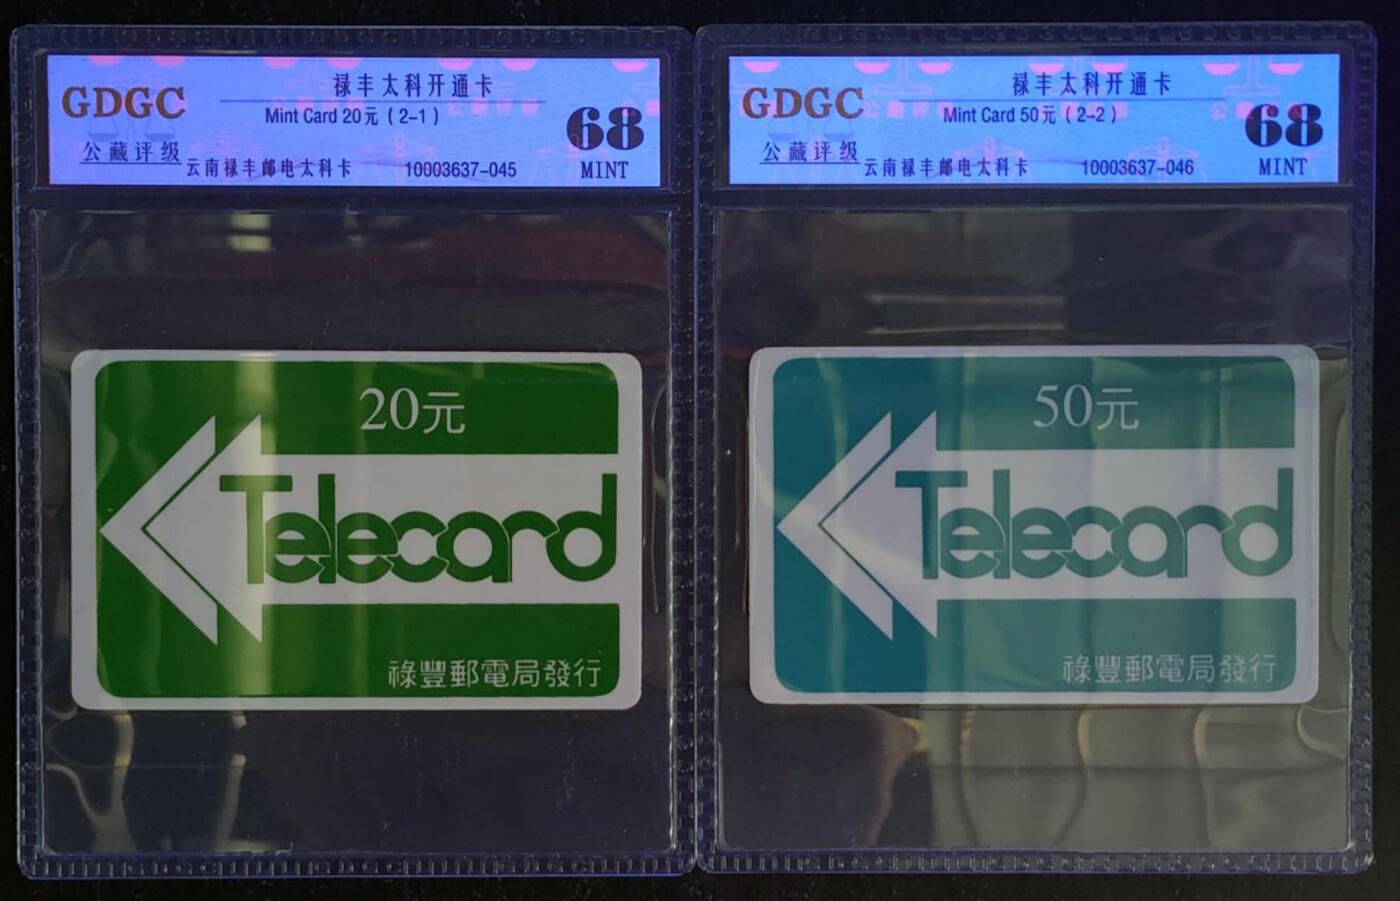 GDGC
公藏评级
禄丰太科开通卡
Mint Card 20元(2-1)
云南禄丰邮电太科卡 10003637-045
68
MINT
20元
Telecard
祿豐郵電局發行
GDGC
公藏评级
禄丰太科开通卡
Mint Card 50元(2-2)
云南禄丰邮电太科卡 10003637-046
68
MINT
50元
Telecard
祿豐郵電局發行